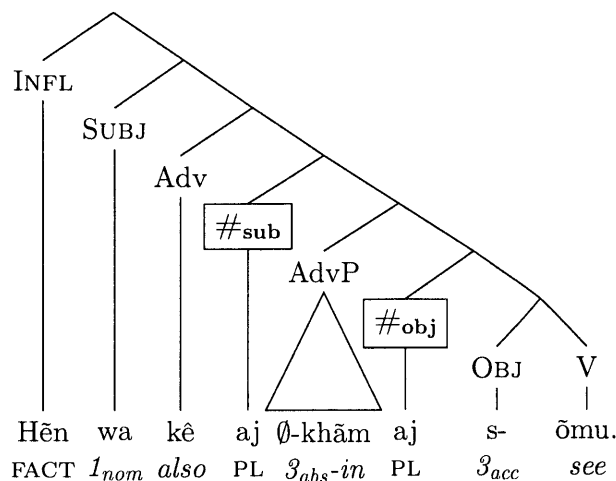 INFL
SUBJ
Adv
#sub
AdvP
#obj
OBJ V
Hẽn wa kê aj ∅-khãm aj s- õmu.
FACT 1nom also PL 3abs-in PL 3acc see